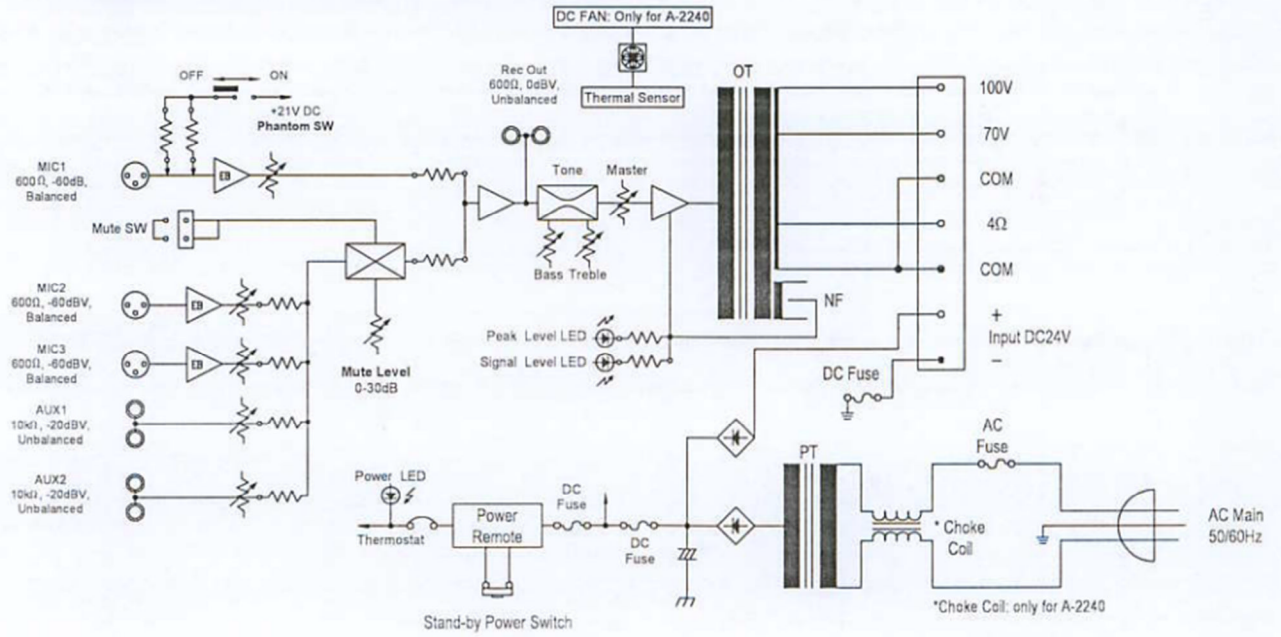 DC FAN: Only for A-2240
Thermal Sensor
OFF
ON
+21V DC
Phantom SW
Rec Out
600Ω, 0dBV,
Unbalanced
OT
100V
70V
COM
4Ω
COM
+
Input DC24V
−
MIC1
600Ω, -60dB,
Balanced
EB
Tone
Master
Bass Treble
Mute SW
MIC2
600Ω, -60dBV,
Balanced
EB
MIC3
600Ω, -60dBV,
Balanced
EB
Mute Level
0-30dB
NF
Peak Level LED
Signal Level LED
DC Fuse
AUX1
10kΩ, -20dBV,
Unbalanced
AUX2
10kΩ, -20dBV,
Unbalanced
Power LED
Thermostat
Power
Remote
DC
Fuse
DC
Fuse
Stand-by Power Switch
PT
AC
Fuse
* Choke
Coil
AC Main
50/60Hz
*Choke Coil: only for A-2240